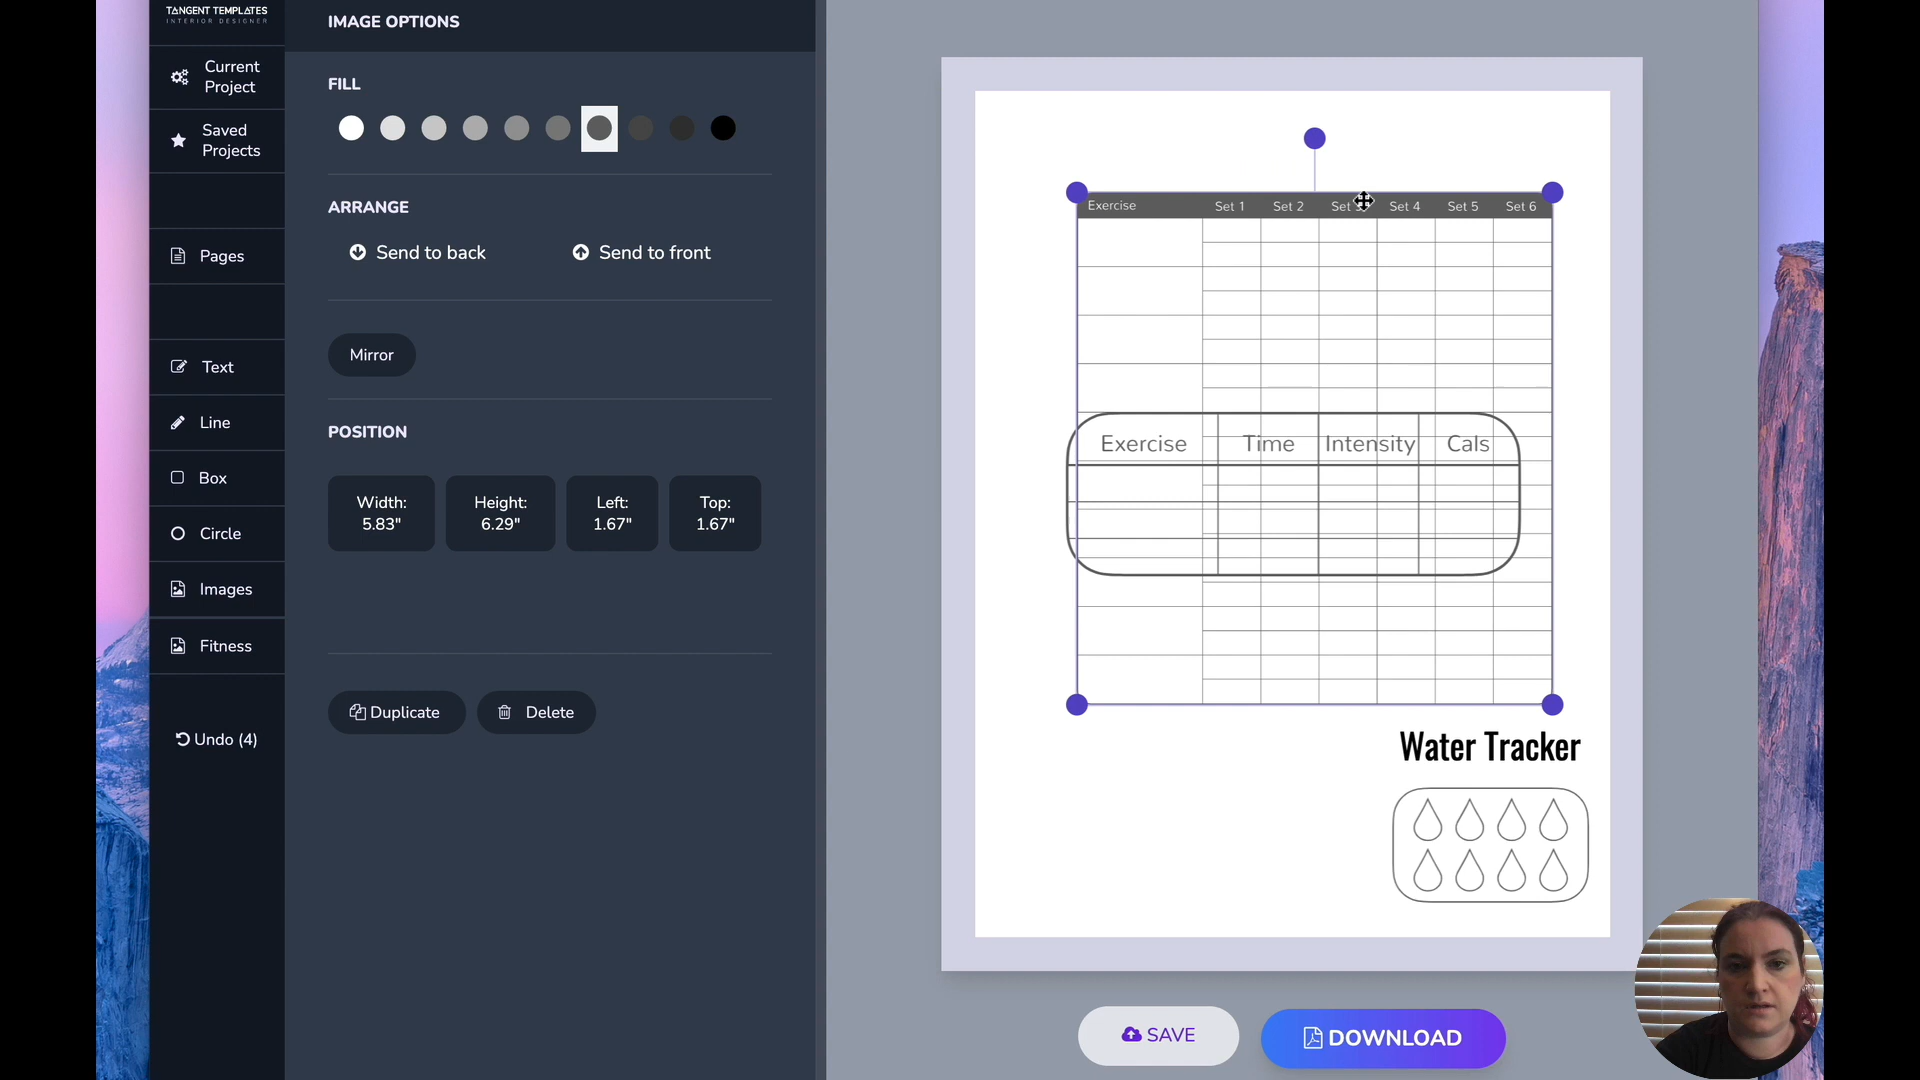 TANGENT TEMPLATES
INTERIOR DESIGNER
Current
Project
Saved
Projects
Pages
Text
Line
Box
Circle
Images
Fitness
Undo (4)
IMAGE OPTIONS
FILL
ARRANGE
Send to back
Send to front
Mirror
POSITION
Width:
5.83"
Height:
6.29"
Left:
1.67"
Top:
1.67"
Duplicate
Delete
Exercise Set 1 Set 2 Set Set 4 Set 5 Set 6
Exercise Time Intensity Cals
Water Tracker
SAVE
DOWNLOAD